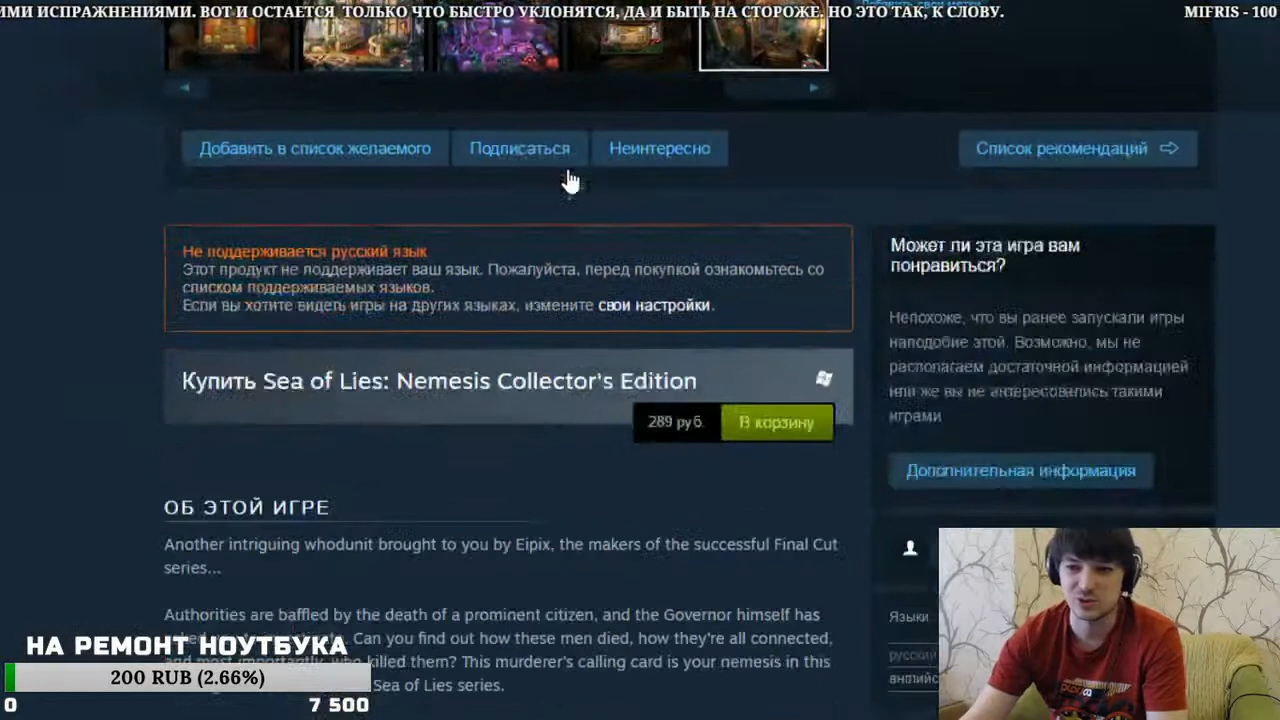 ИМИ ИСПРАЖНЕНИЯМИ. ВОТ И ОСТАЕТСЯ ТОЛЬКО ЧТО БЫСТРО УКЛОНЯТСЯ, ДА И БЫТЬ НА СТОРОЖЕ. НО ЭТО ТАК, К СЛОВУ.
MIFRIS - 100
Добавить в список желаемого
Подписаться
Неинтересно
Список рекомендаций
Не поддерживается русский язык
Этот продукт не поддерживает ваш язык. Пожалуйста, перед покупкой ознакомьтесь со
списком поддерживаемых языков.
Если вы хотите видеть игры на других языках, измените свои настройки.
Может ли эта игра вам
понравиться?
Непохоже, что вы ранее запускали игры
наподобие этой. Возможно, мы не
располагаем достаточной информацией
или же вы не интересовались такими
играми
Дополнительная информация
Купить Sea of Lies: Nemesis Collector's Edition
289 руб.
В корзину
ОБ ЭТОЙ ИГРЕ
Another intriguing whodunit brought to you by Eipix, the makers of the successful Final Cut
series...
Authorities are baffled by the death of a prominent citizen, and the Governor himself has
Can you find out how these men died, how they're all connected,
killed them? This murderer's calling card is your nemesis in this
Sea of Lies series.
Языки
русский
английс
НА РЕМОНТ НОУТБУКА
200 RUB (2.66%)
0
7 500